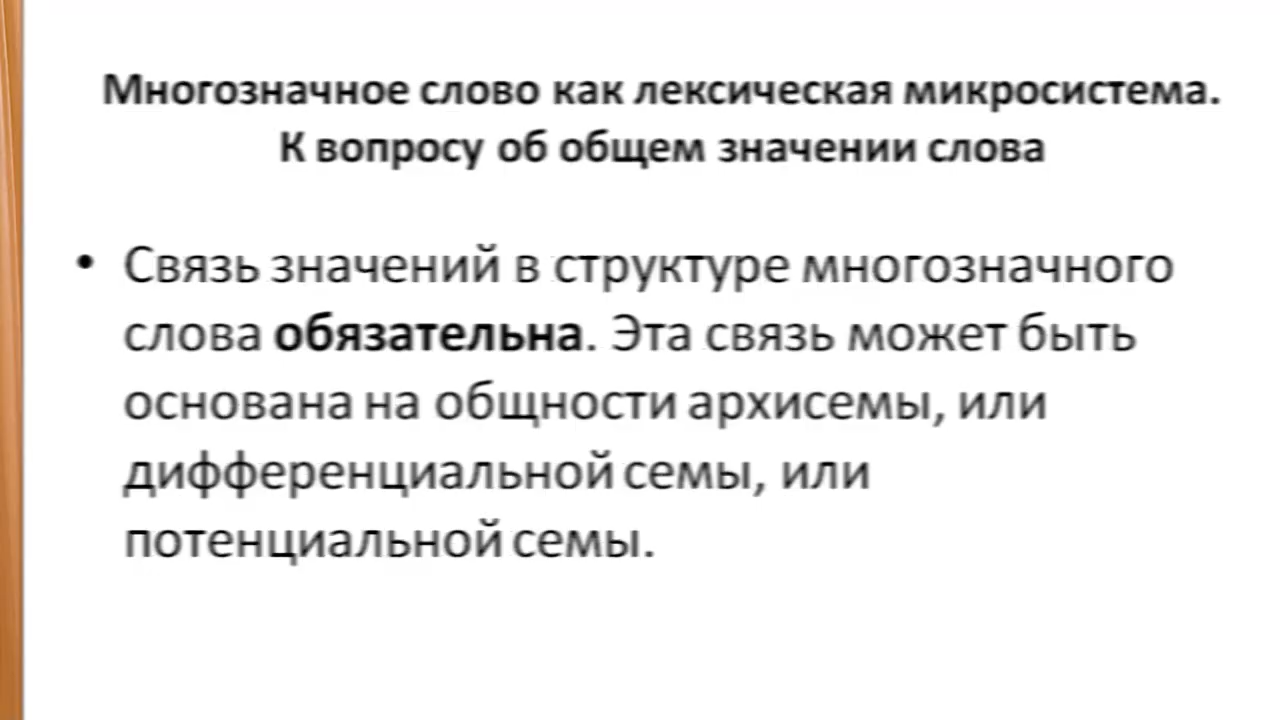 Многозначное слово как лексическая микросистема.
К вопросу об общем значении слова
• Связь значений в структуре многозначного
слова обязательна. Эта связь может быть
основана на общности архисемы, или
дифференциальной семы, или
потенциальной семы.